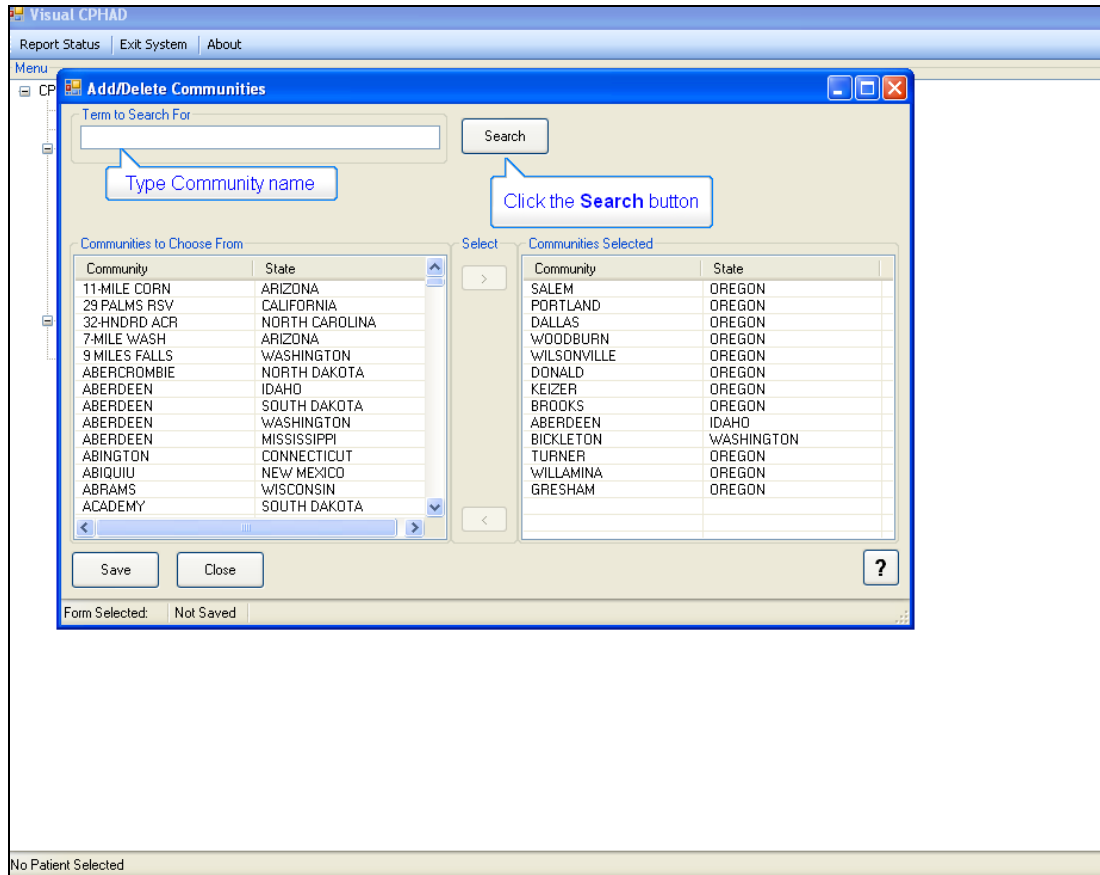 Visual CPHAD
Report Status Exit System About
Menu
CP
Add/Delete Communities
Term to Search For
Search
Type Community name
Click the Search button
Communities to Choose From Select Communities Selected
Community State > Community State
11-MILE CORN ARIZONA SALEM OREGON
29 PALMS RSV CALIFORNIA PORTLAND OREGON
32-HNDRD ACR NORTH CAROLINA DALLAS OREGON
7-MILE WASH ARIZONA WOODBURN OREGON
9 MILES FALLS WASHINGTON WILSONVILLE OREGON
ABERCROMBIE NORTH DAKOTA DONALD OREGON
ABERDEEN IDAHO KEIZER OREGON
ABERDEEN SOUTH DAKOTA BROOKS OREGON
ABERDEEN WASHINGTON ABERDEEN IDAHO
ABERDEEN MISSISSIPPI BICKLETON WASHINGTON
ABINGTON CONNECTICUT TURNER OREGON
ABIQUIU NEW MEXICO WILLAMINA OREGON
ABRAMS WISCONSIN GRESHAM OREGON
ACADEMY SOUTH DAKOTA
<
Save Close ?
Form Selected: Not Saved
No Patient Selected